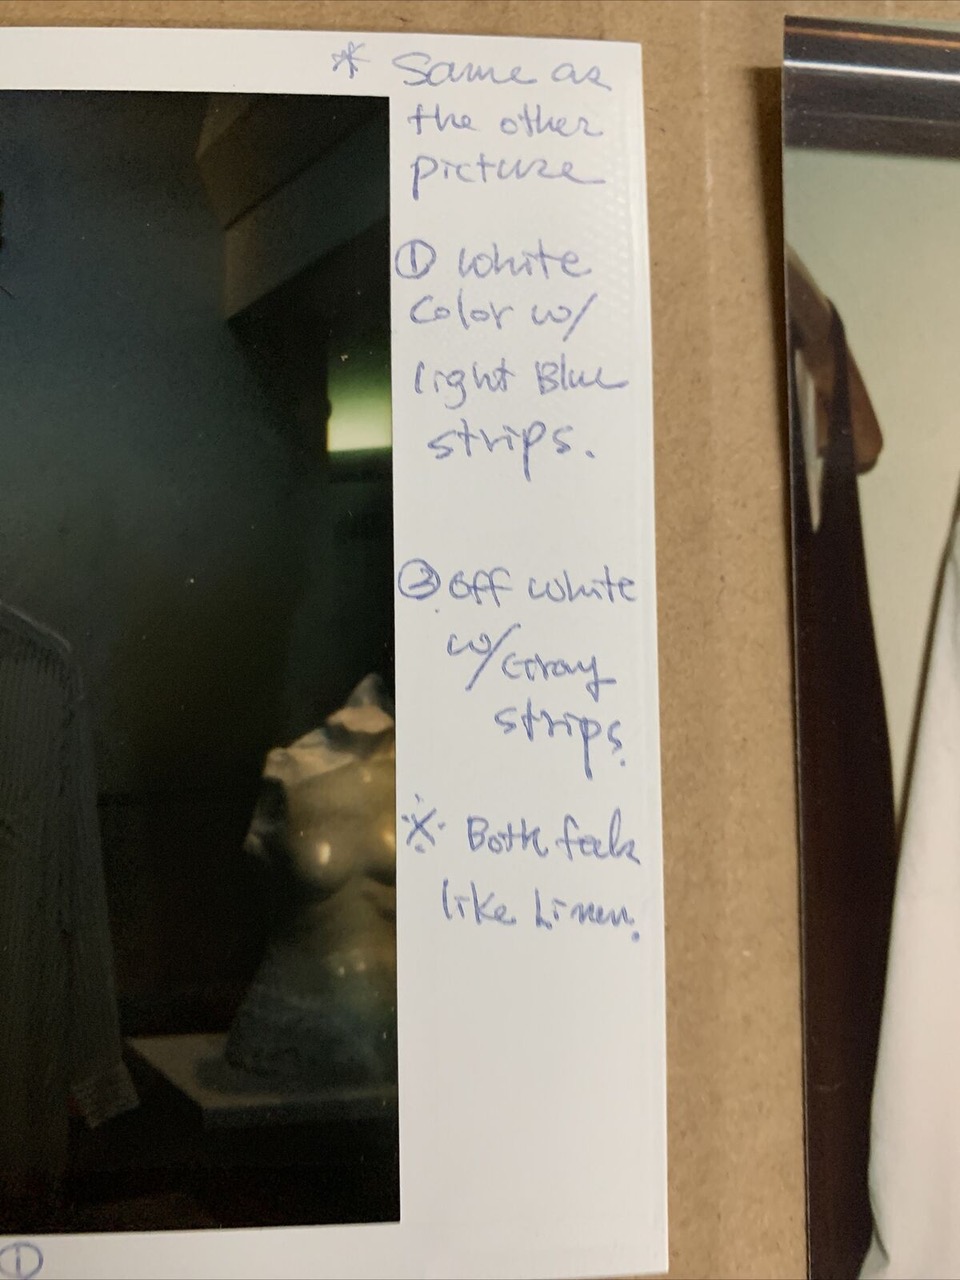 * Same as
the other
picture
① White
Color w/
light Blue
strips.
② Off white
w/Gray
strips.
※ Both feels
like Linen.
①